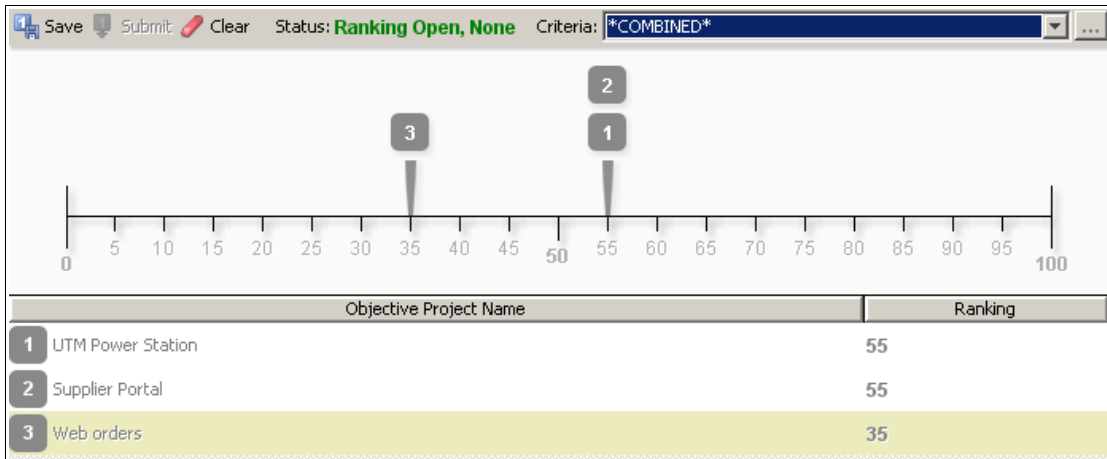 Save Submit Clear Status: Ranking Open, None Criteria: *COMBINED* ...
2
3 1
5 10 15 20 25 30 35 40 45 55 60 65 70 75 80 85 90 95
0 50 100
Objective Project Name Ranking
1 UTM Power Station 55
2 Supplier Portal 55
3 Web orders 35